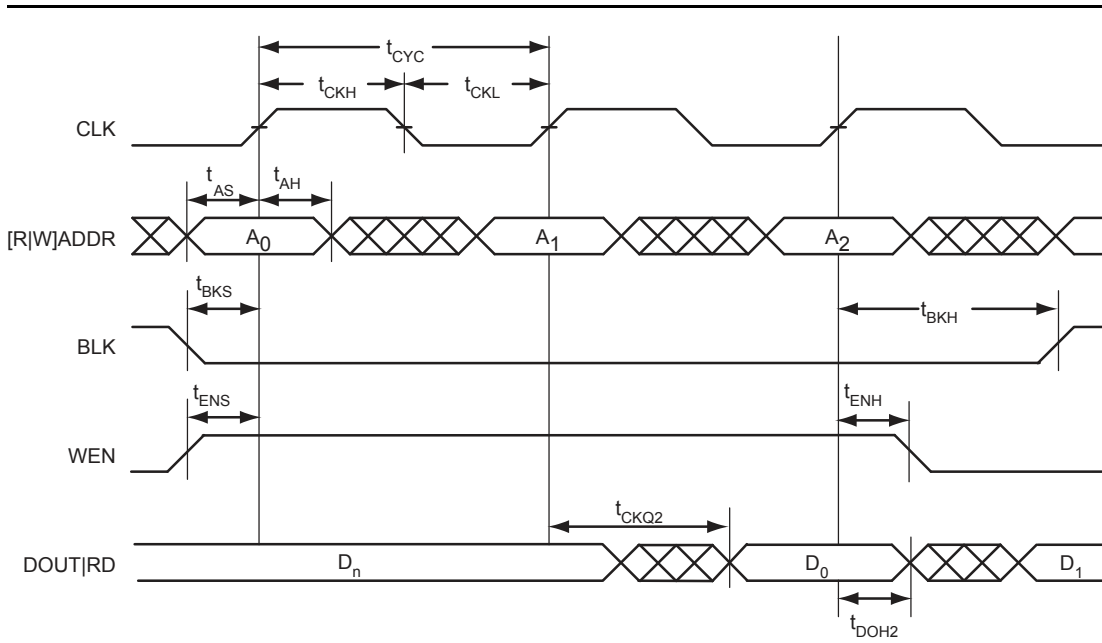 tCYC
tCKH
tCKL
CLK
tAS
tAH
[R|W]ADDR
A0
A1
A2
tBKS
tBKH
BLK
tENS
tENH
WEN
tCKQ2
DOUT|RD
Dn
D0
D1
tDOH2